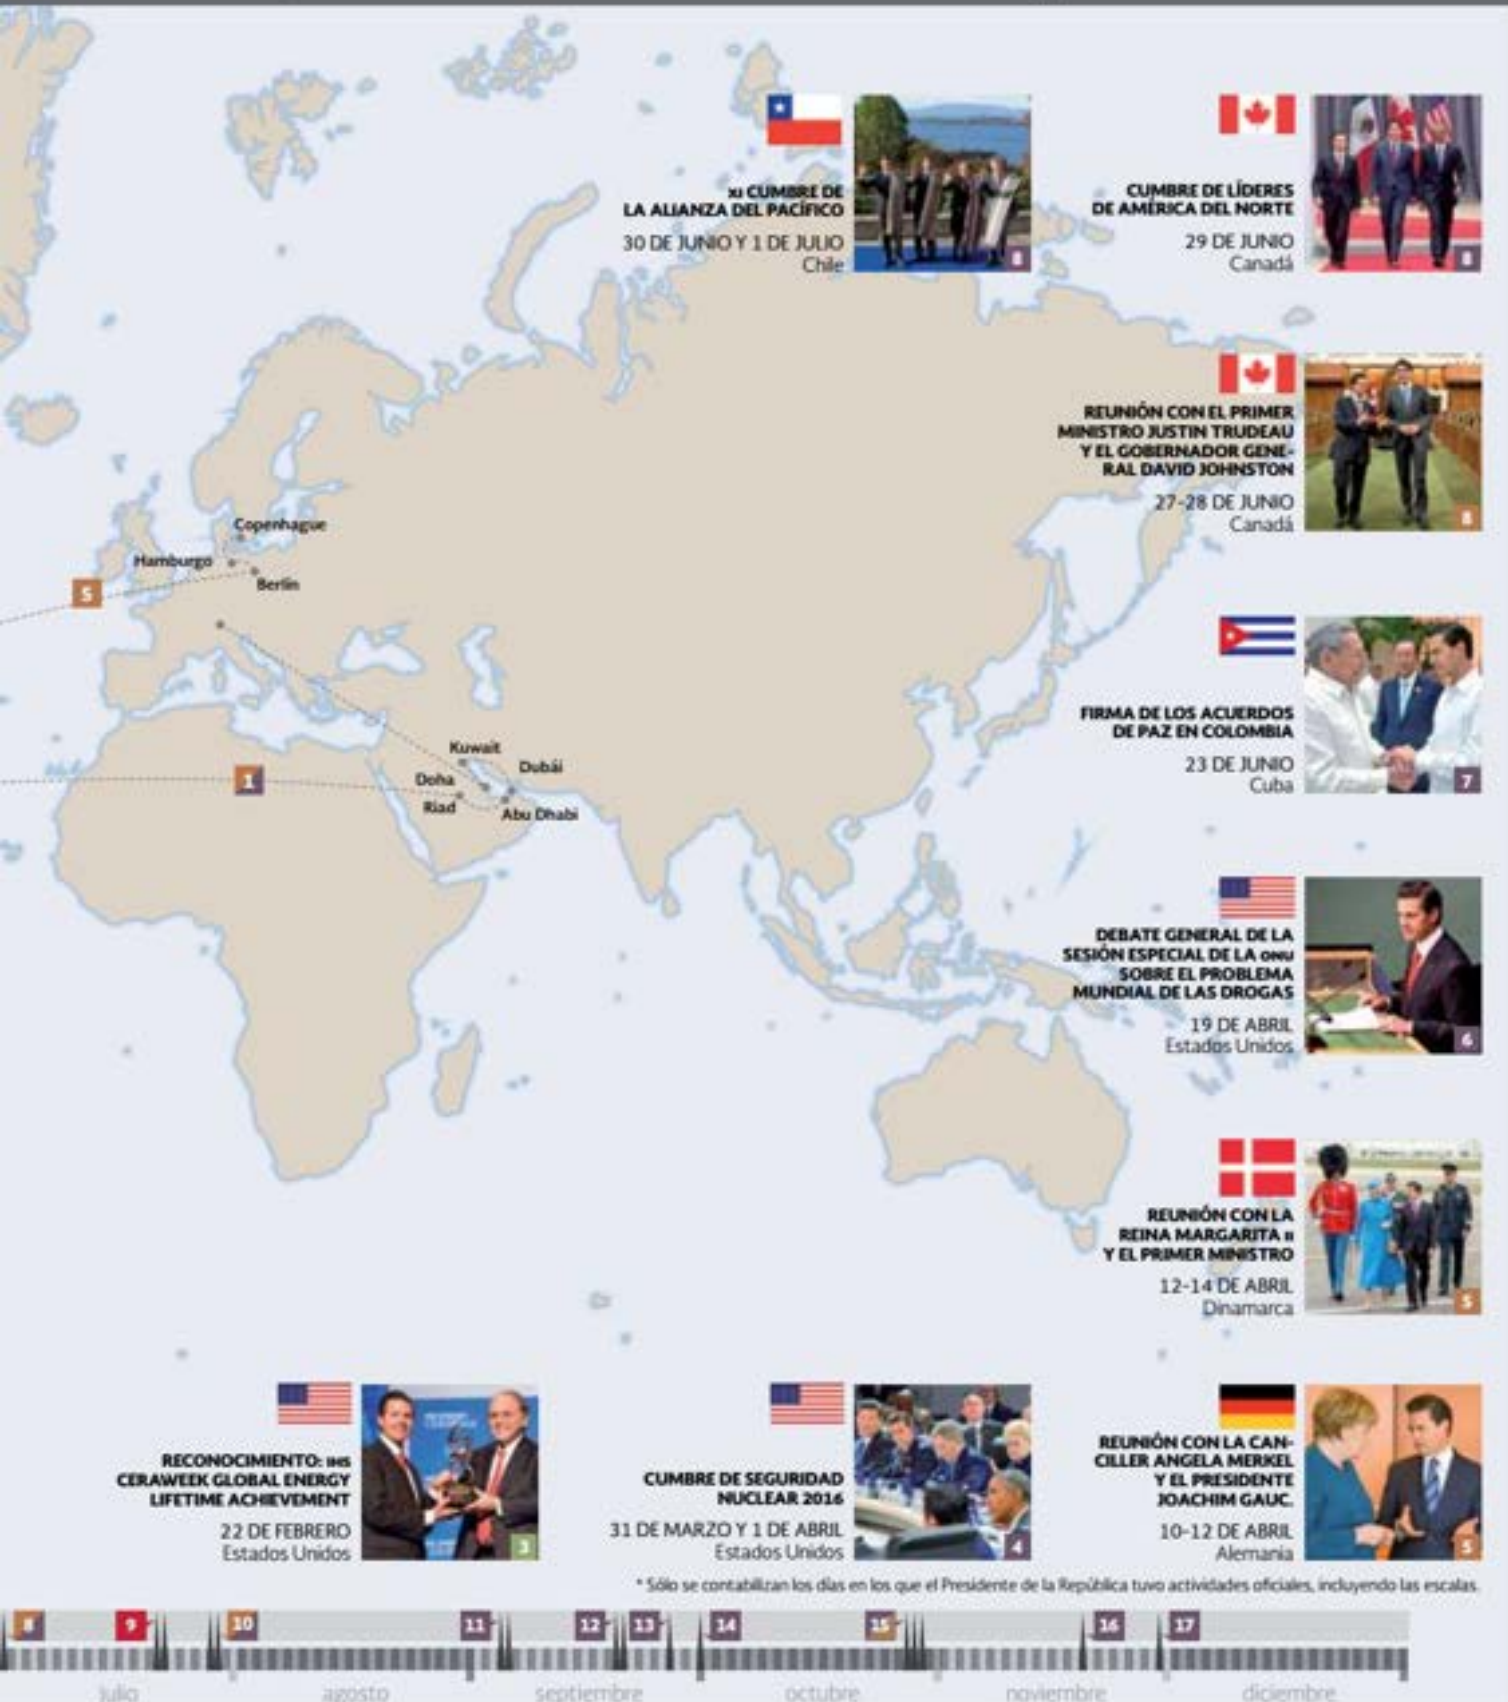 XI CUMBRE DE
LA ALIANZA DEL PACÍFICO
30 DE JUNIO Y 1 DE JULIO
Chile
8
CUMBRE DE LÍDERES
DE AMÉRICA DEL NORTE
29 DE JUNIO
Canadá
8
REUNIÓN CON EL PRIMER
MINISTRO JUSTIN TRUDEAU
Y EL GOBERNADOR GENE-
RAL DAVID JOHNSTON
27-28 DE JUNIO
Canadá
8
Copenhague
Hamburgo
Berlín
5
FIRMA DE LOS ACUERDOS
DE PAZ EN COLOMBIA
23 DE JUNIO
Cuba
7
Kuwait
Dubái
Doha
Riad
Abu Dhabi
1
DEBATE GENERAL DE LA
SESIÓN ESPECIAL DE LA ONU
SOBRE EL PROBLEMA
MUNDIAL DE LAS DROGAS
19 DE ABRIL
Estados Unidos
6
REUNIÓN CON LA
REINA MARGARITA II
Y EL PRIMER MINISTRO
12-14 DE ABRIL
Dinamarca
5
RECONOCIMIENTO: IHS
CERAWEEK GLOBAL ENERGY
LIFETIME ACHIEVEMENT
22 DE FEBRERO
Estados Unidos
3
CUMBRE DE SEGURIDAD
NUCLEAR 2016
31 DE MARZO Y 1 DE ABRIL
Estados Unidos
4
REUNIÓN CON LA CAN-
CILLER ANGELA MERKEL
Y EL PRESIDENTE
JOACHIM GAUC.
10-12 DE ABRIL
Alemania
5
* Sólo se contabilizan los días en los que el Presidente de la República tuvo actividades oficiales, incluyendo las escalas.
8 9 10 11 12 13 14 15 16 17
julio agosto septiembre octubre noviembre diciembre